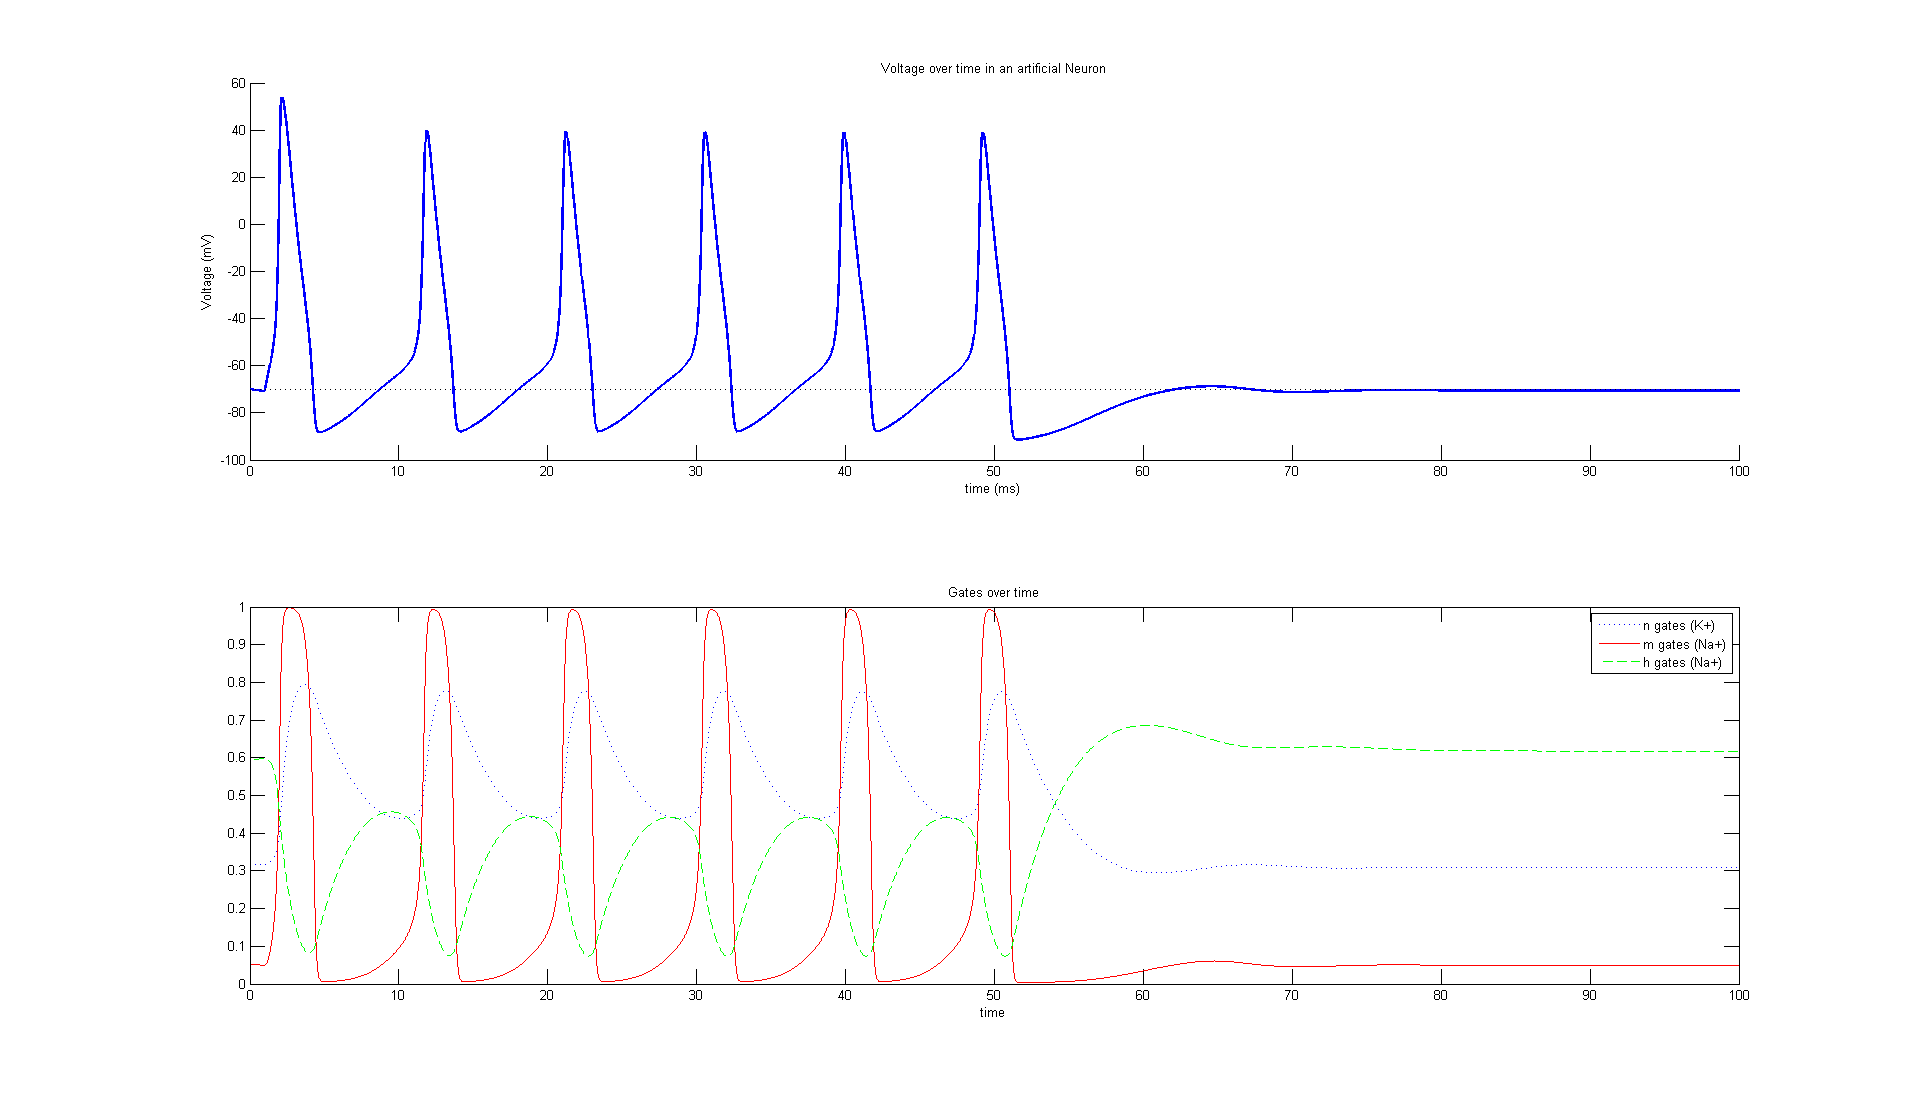 Voltage over time in an artificial Neuron
60
40
20
0
-20
-40
-60
-80
-100
Voltage (mV)
0 10 20 30 40 50 60 70 80 90 100
time (ms)
Gates over time
1
0.9
0.8
0.7
0.6
0.5
0.4
0.3
0.2
0.1
0
n gates (K+)
m gates (Na+)
h gates (Na+)
0 10 20 30 40 50 60 70 80 90 100
time